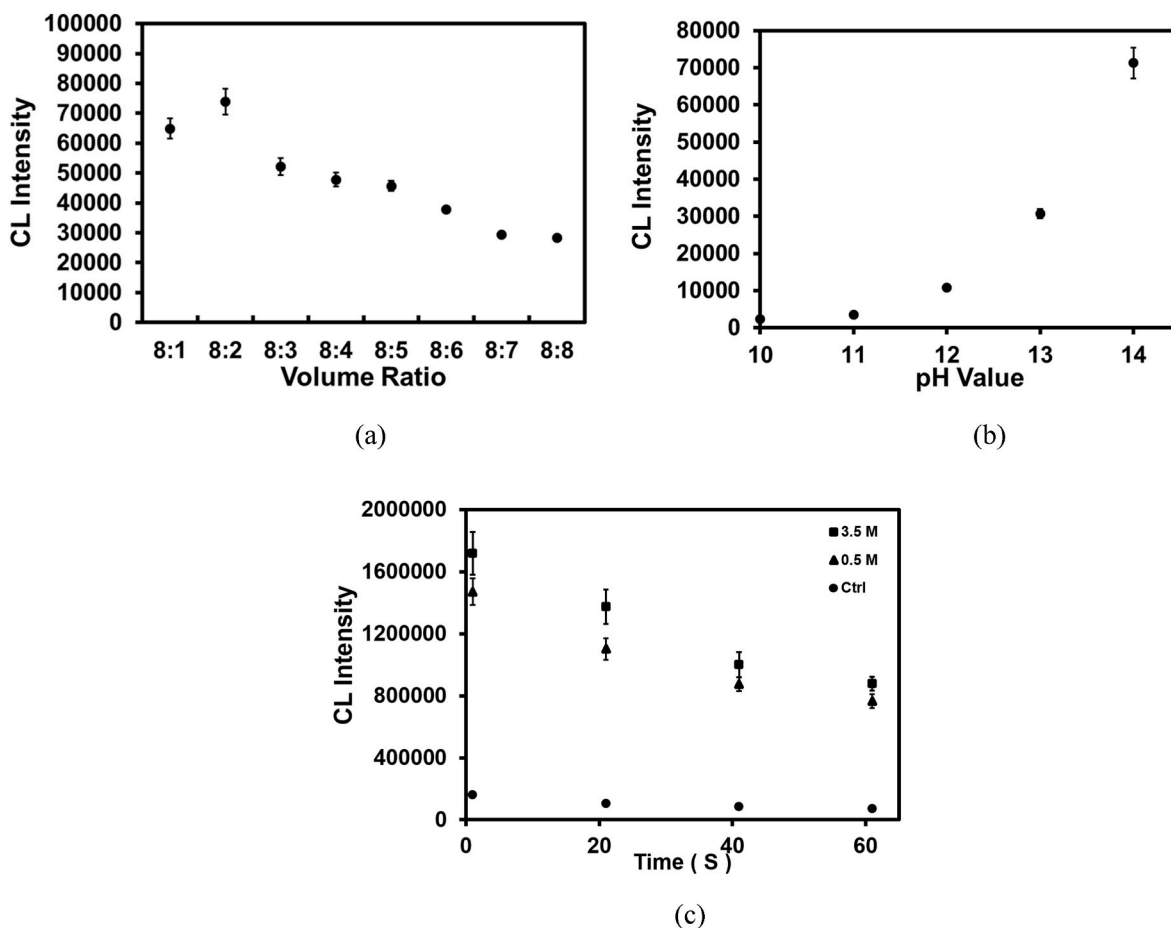 100000
90000
80000
70000
60000
50000
40000
30000
20000
10000
0
CL Intensity
8:1 8:2 8:3 8:4 8:5 8:6 8:7 8:8
Volume Ratio
(a)
80000
70000
60000
50000
40000
30000
20000
10000
0
CL Intensity
10 11 12 13 14
pH Value
(b)
2000000
1600000
1200000
800000
400000
0
CL Intensity
3.5 M
0.5 M
Ctrl
0 20 40 60
Time ( S )
(c)